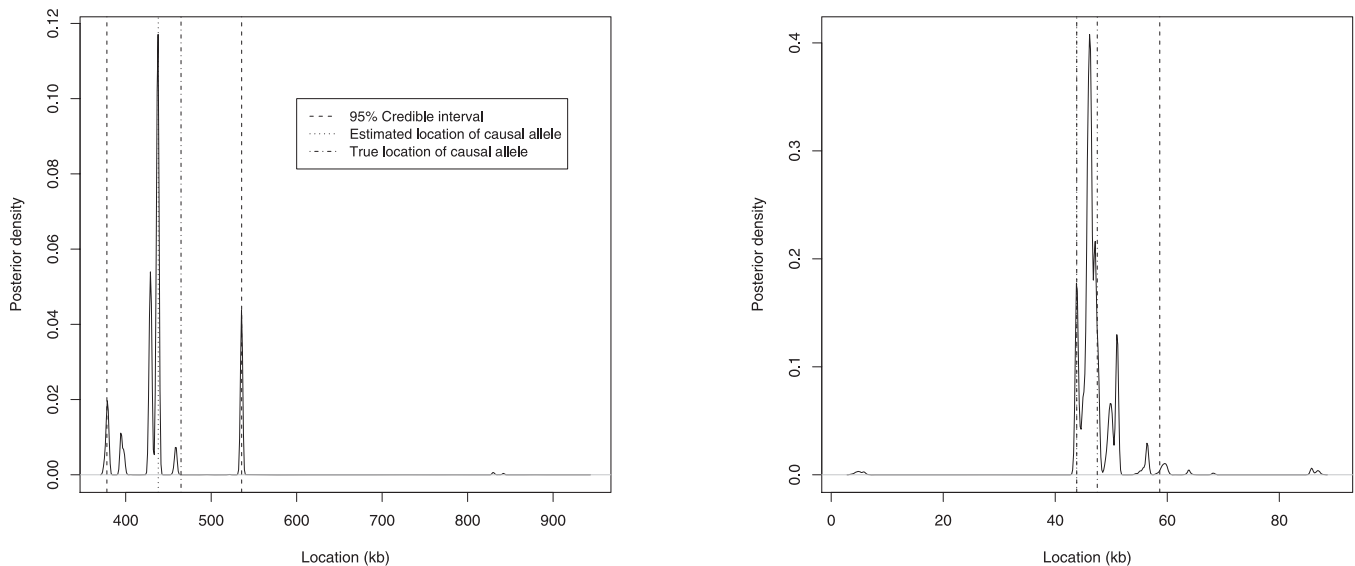 Posterior density
0.00 0.02 0.04 0.06 0.08 0.10 0.12
95% Credible interval
Estimated location of causal allele
True location of causal allele
400 500 600 700 800 900
Location (kb)
Posterior density
0.0 0.1 0.2 0.3 0.4
0 20 40 60 80
Location (kb)